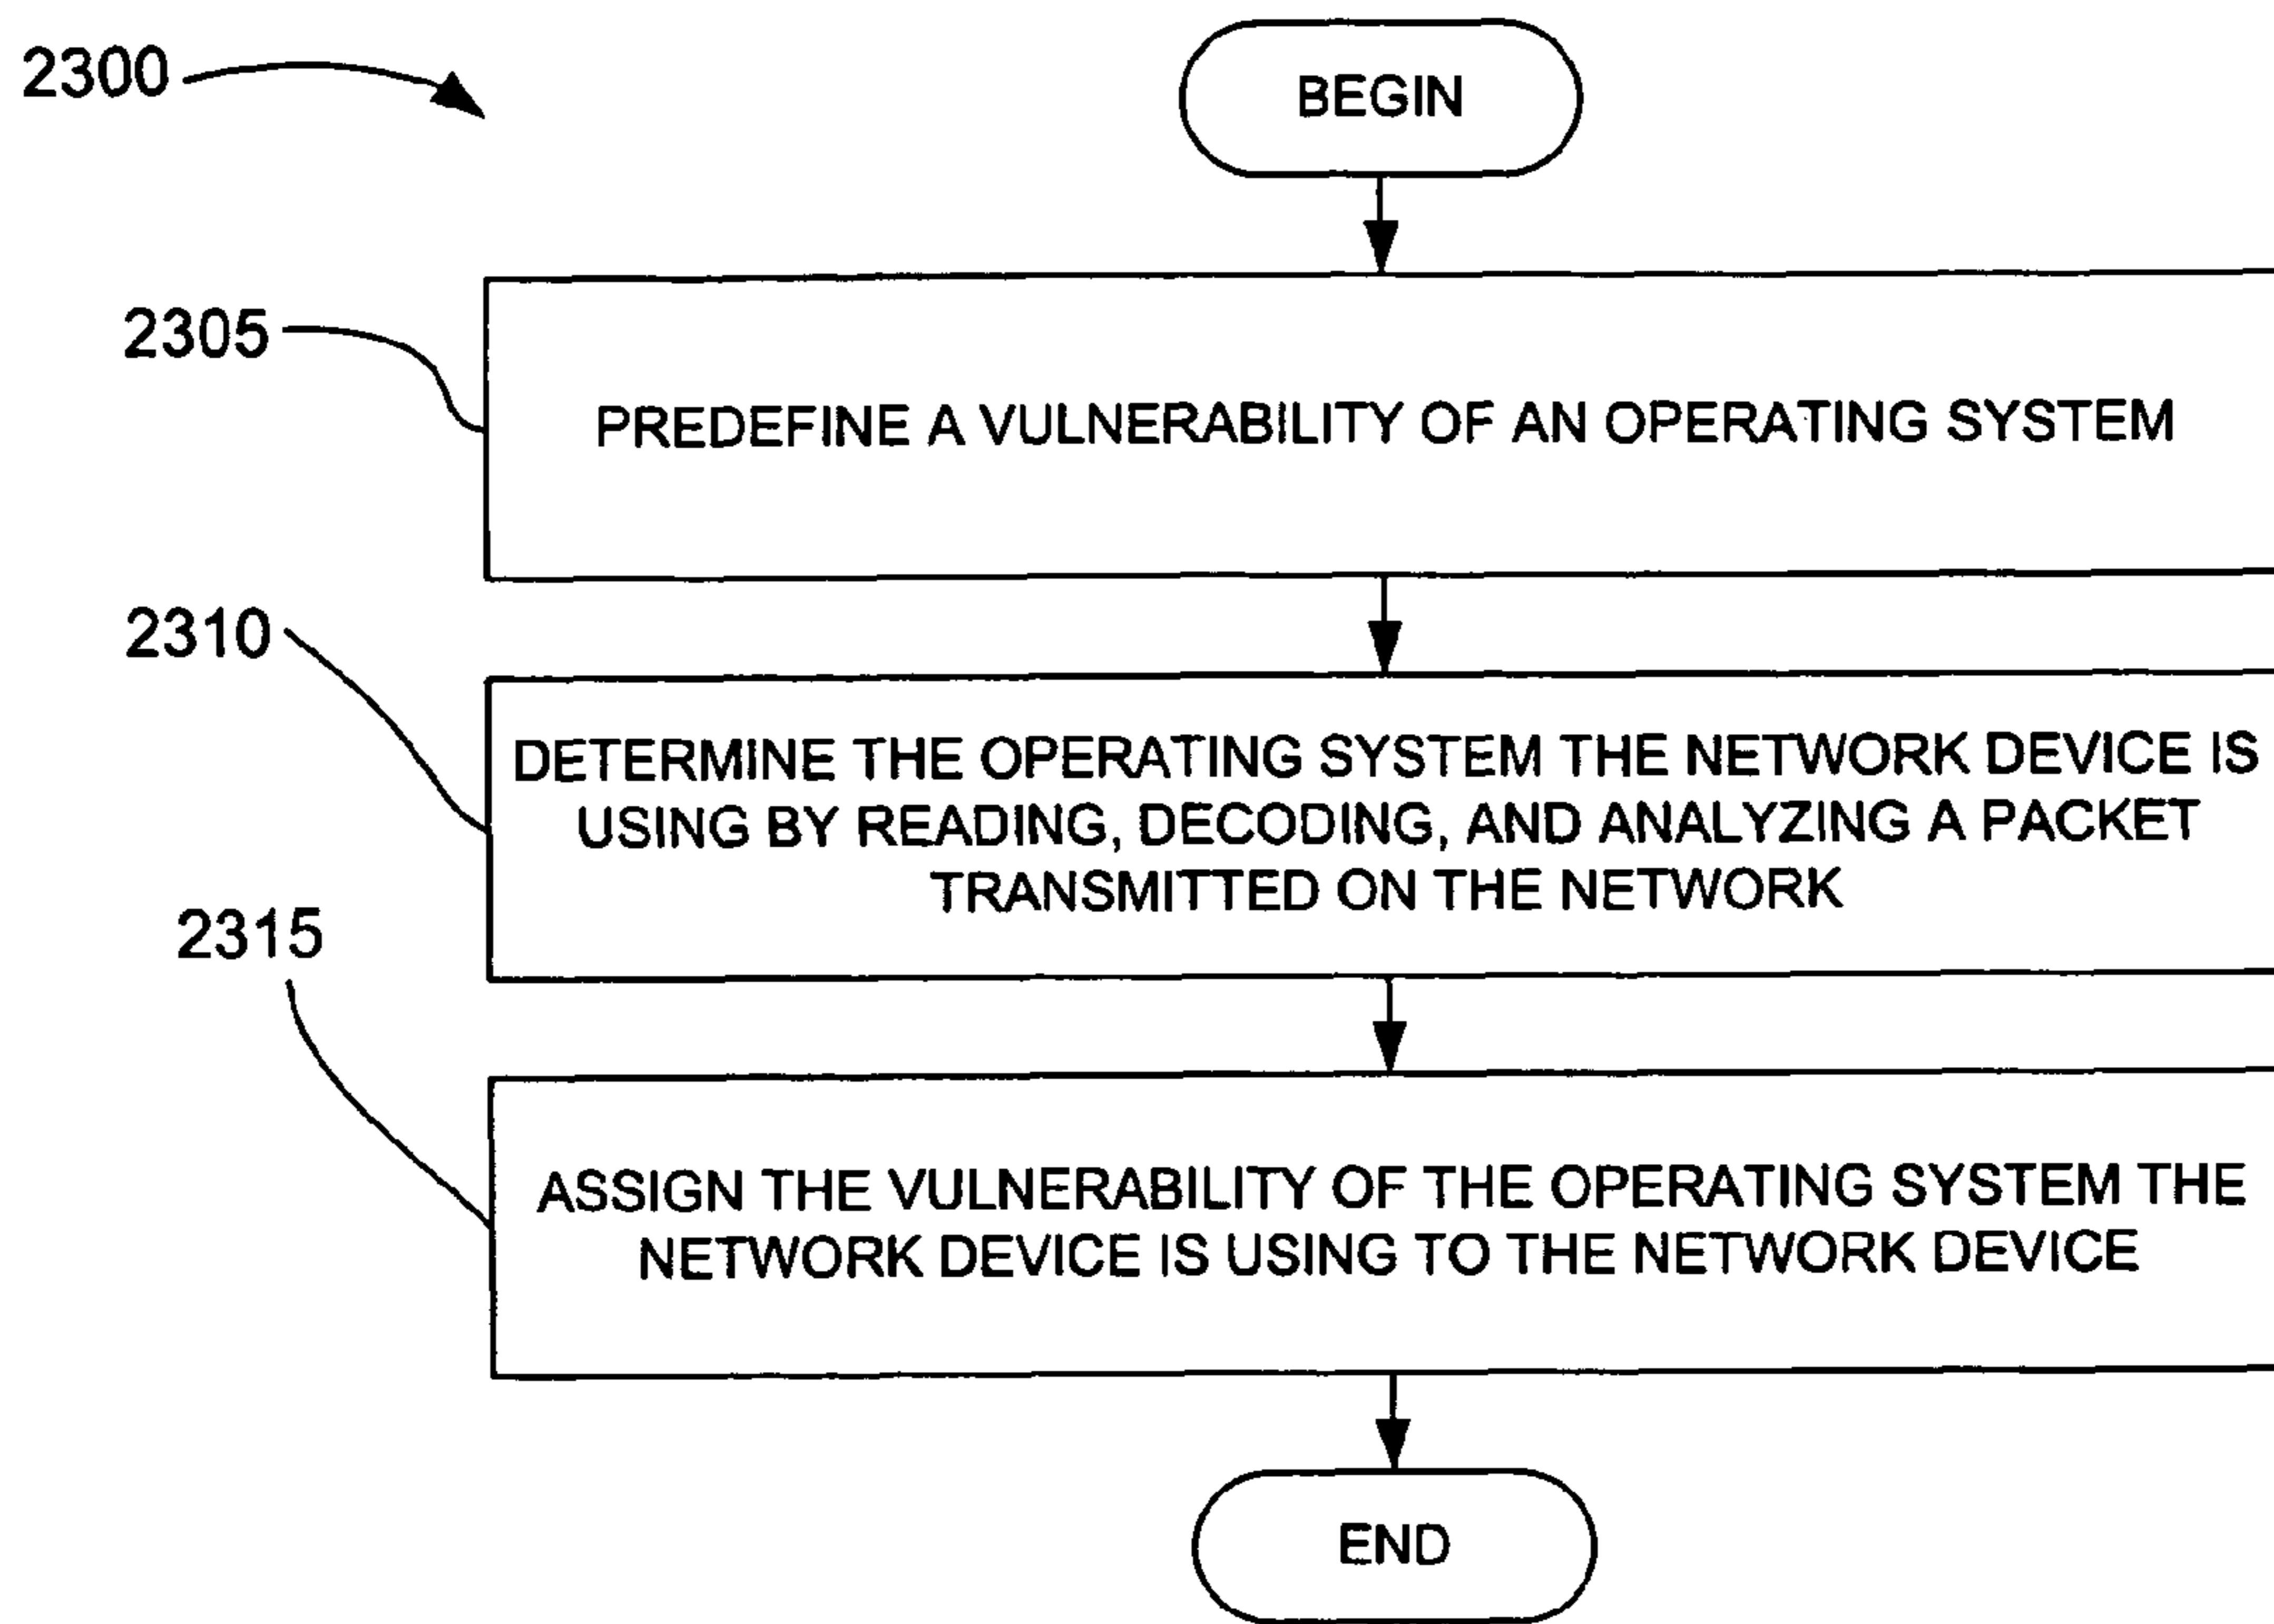 2300
BEGIN
2305
PREDEFINE A VULNERABILITY OF AN OPERATING SYSTEM
2310
DETERMINE THE OPERATING SYSTEM THE NETWORK DEVICE IS
USING BY READING, DECODING, AND ANALYZING A PACKET
TRANSMITTED ON THE NETWORK
2315
ASSIGN THE VULNERABILITY OF THE OPERATING SYSTEM THE
NETWORK DEVICE IS USING TO THE NETWORK DEVICE
END